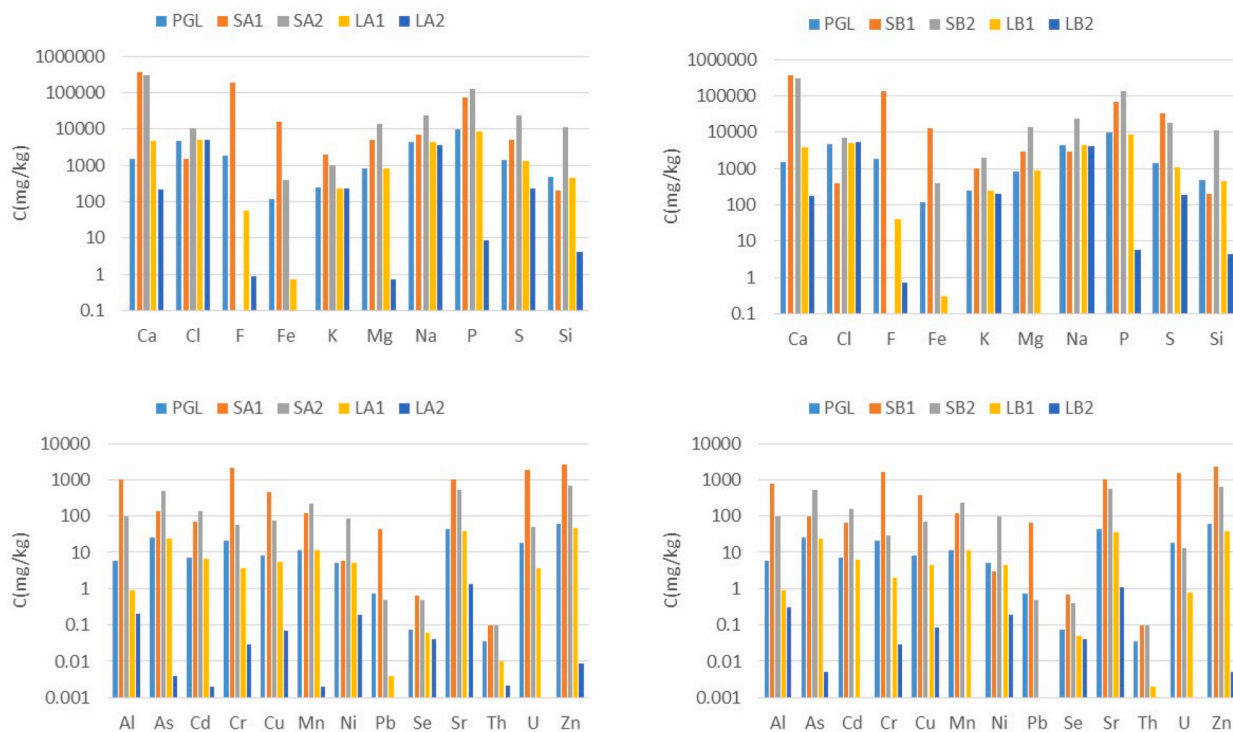 PGL SA1 SA2 LA1 LA2
C(mg/kg)
1000000
100000
10000
1000
100
10
1
0.1
Ca Cl F Fe K Mg Na P S Si
PGL SB1 SB2 LB1 LB2
C(mg/kg)
1000000
100000
10000
1000
100
10
1
0.1
Ca Cl F Fe K Mg Na P S Si
PGL SA1 SA2 LA1 LA2
C(mg/kg)
10000
1000
100
10
1
0.1
0.01
0.001
Al As Cd Cr Cu Mn Ni Pb Se Sr Th U Zn
PGL SB1 SB2 LB1 LB2
C(mg/kg)
10000
1000
100
10
1
0.1
0.01
0.001
Al As Cd Cr Cu Mn Ni Pb Se Sr Th U Zn